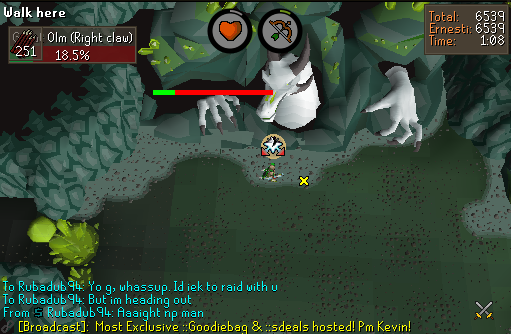 Walk here
Total: 6539
Ernesti: 6539
Time: 1:08
Olm (Right claw)
251
18.5%
To Rubadub94: Yo g, whassup. Id iek to raid with u
To Rubadub94: But im heading out
From S Rubadub94: Aaaight np man
[Broadcast]: Most Exclusive ::Goodiebag & ::sdeals hosted! Pm Kevin!